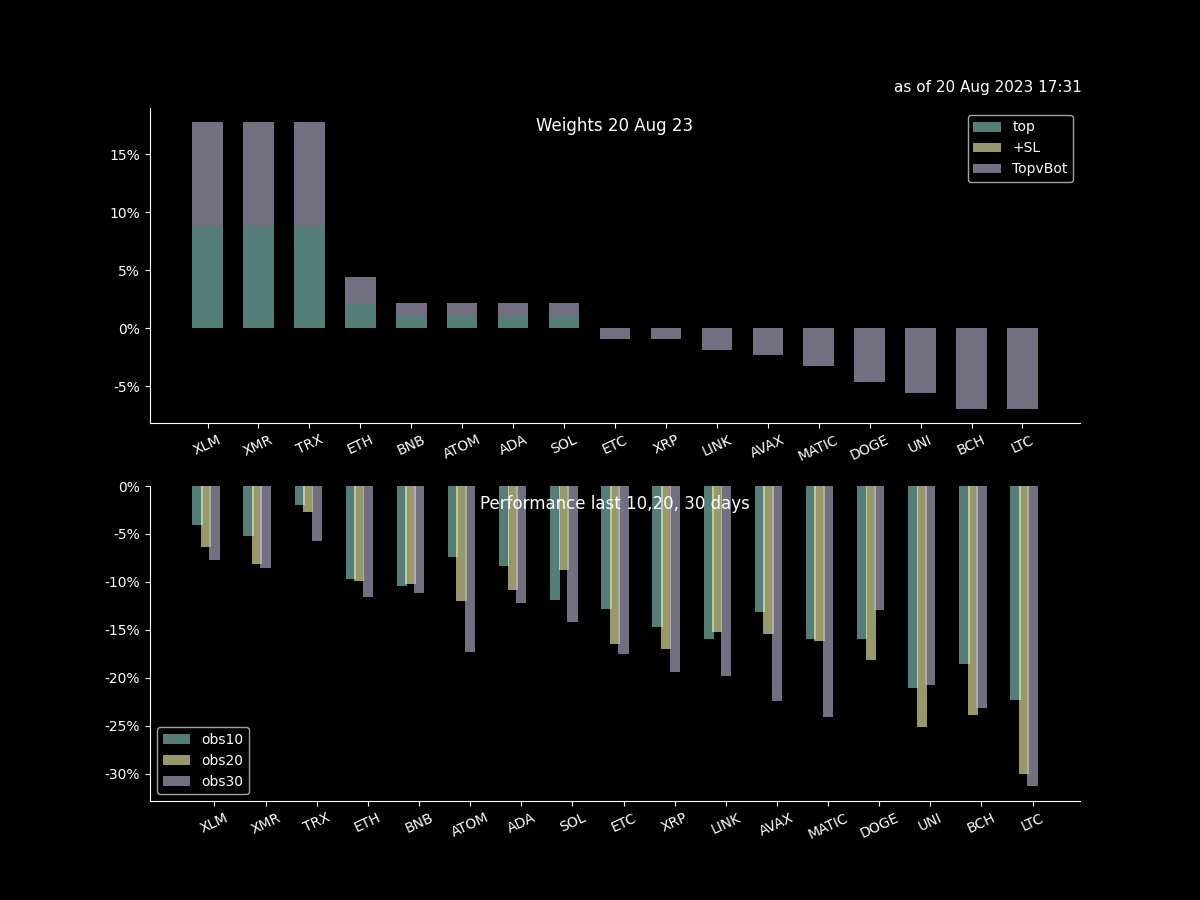 as of 20 Aug 2023 17:31
Weights 20 Aug 23
top
+SL
TopvBot
15%
10%
5%
0%
-5%
XLM XMR TRX ETH BNB ATOM ADA SOL ETC XRP LINK AVAX MATIC DOGE UNI BCH LTC
Performance last 10,20, 30 days
0%
-5%
-10%
-15%
-20%
-25%
-30%
obs10
obs20
obs30
XLM XMR TRX ETH BNB ATOM ADA SOL ETC XRP LINK AVAX MATIC DOGE UNI BCH LTC